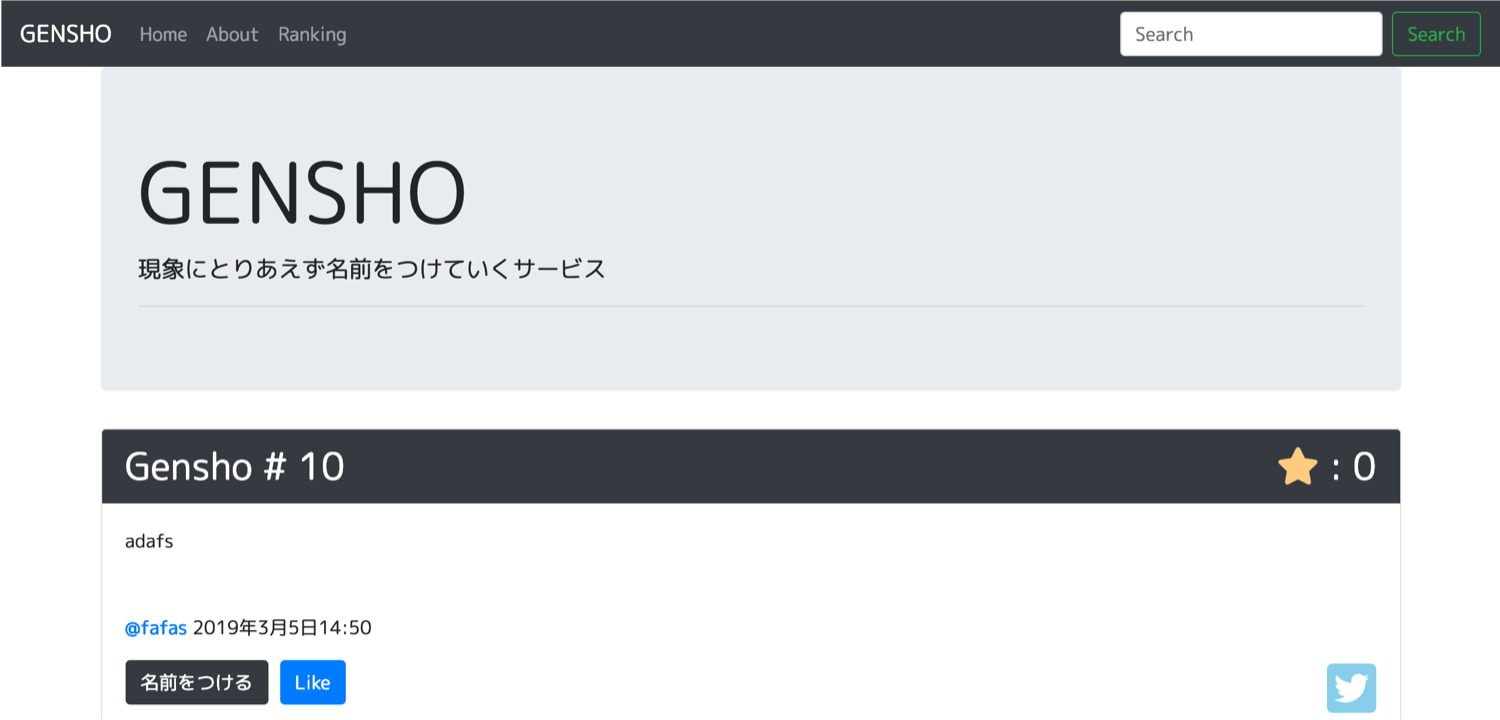 GENSHO Home About Ranking Search Search
GENSHO
現象にとりあえず名前をつけていくサービス
Gensho # 10 : 0
adafs
@fafas 2019年3月5日14:50
名前をつける Like